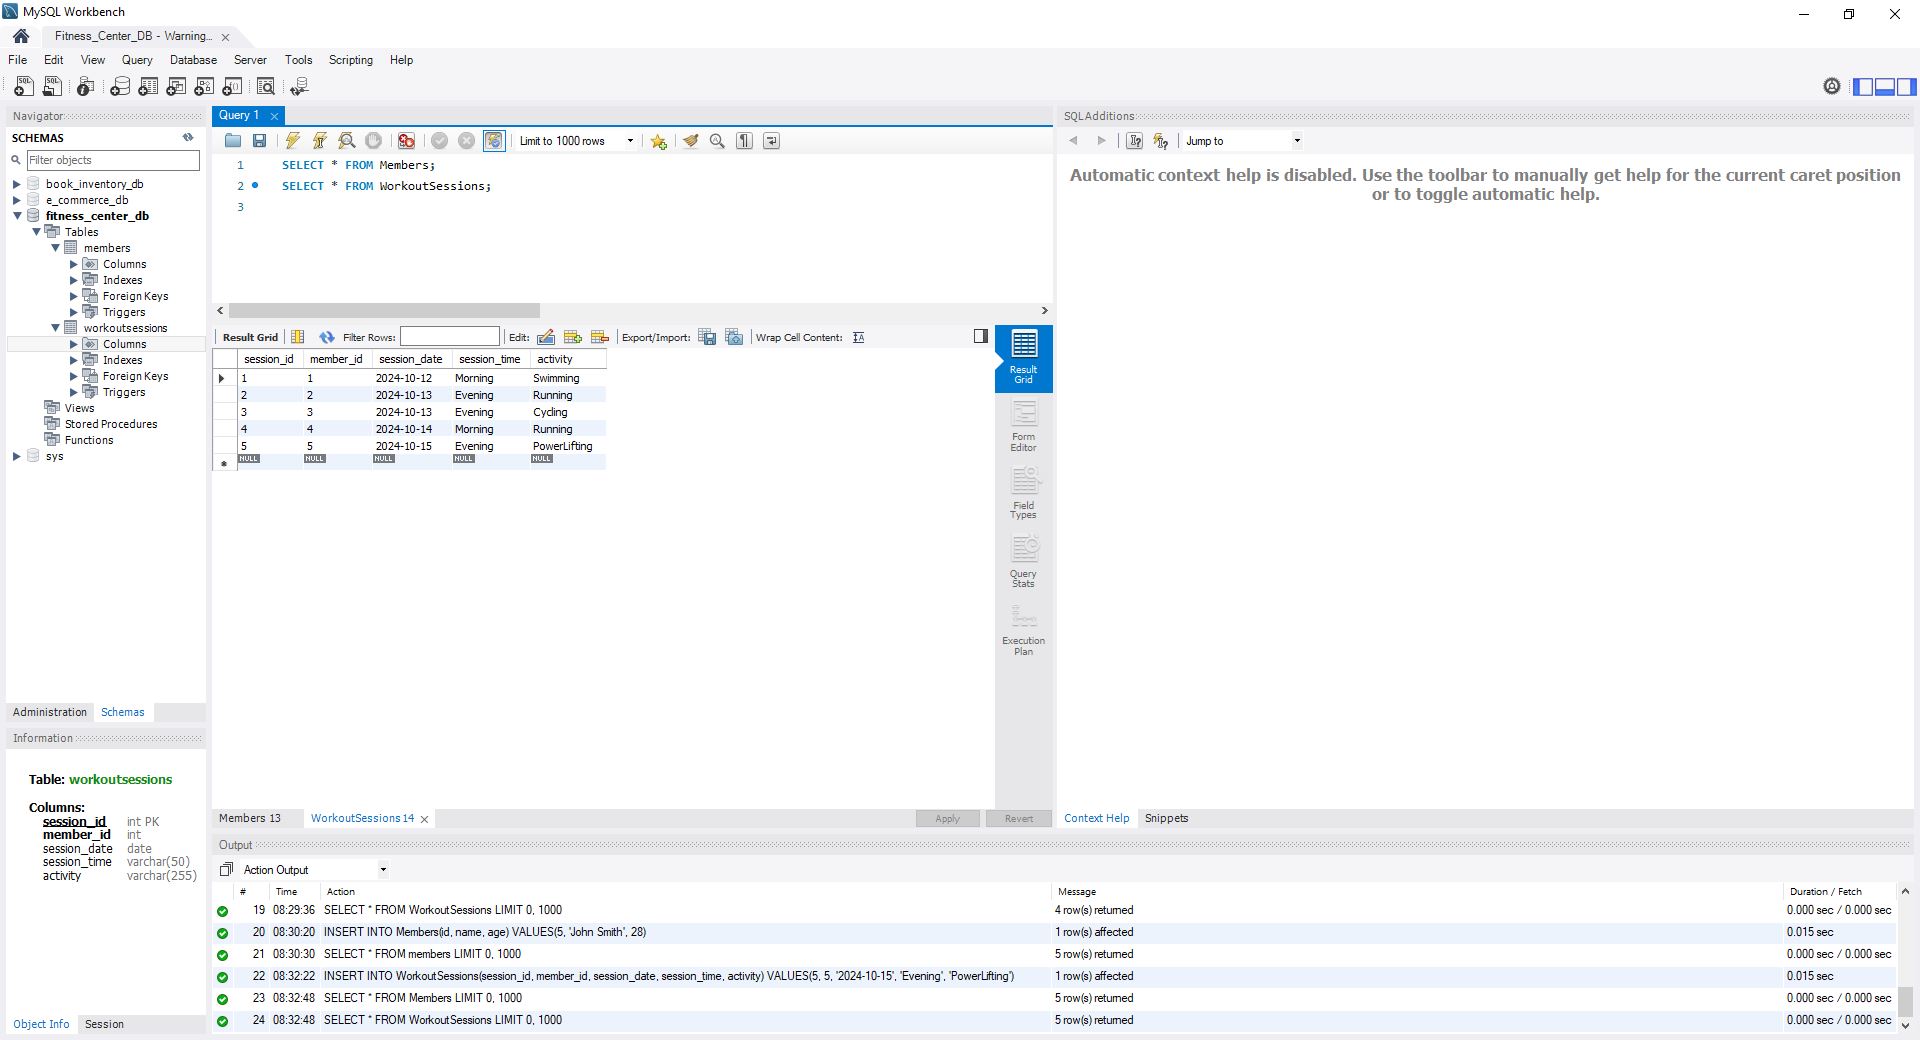 MySQL Workbench
Fitness_Center_DB - Warning...
File Edit View Query Database Server Tools Scripting Help
Navigator
SCHEMAS
Filter objects
book_inventory_db
e_commerce_db
fitness_center_db
Tables
members
Columns
Indexes
Foreign Keys
Triggers
workoutsessions
Columns
Indexes
Foreign Keys
Triggers
Views
Stored Procedures
Functions
sys
Administration Schemas
Information
Table: workoutsessions
Columns:
session_id int PK
member_id int
session_date date
session_time varchar(50)
activity varchar(255)
Object Info Session
Query 1
Limit to 1000 rows
1 SELECT * FROM Members;
2 SELECT * FROM WorkoutSessions;
3
Result Grid Filter Rows: Edit: Export/Import: Wrap Cell Content:
session_id member_id session_date session_time activity
1 1 2024-10-12 Morning Swimming
2 2 2024-10-13 Evening Running
3 3 2024-10-13 Evening Cycling
4 4 2024-10-14 Morning Running
5 5 2024-10-15 Evening PowerLifting
NULL NULL NULL NULL NULL
Result
Grid
Form
Editor
Field
Types
Query
Stats
Execution
Plan
Members 13 WorkoutSessions 14 Apply Revert
SQLAdditions
Jump to
Automatic context help is disabled. Use the toolbar to manually get help for the current caret position
or to toggle automatic help.
Context Help Snippets
Output
Action Output
# Time Action Message Duration / Fetch
19 08:29:36 SELECT * FROM WorkoutSessions LIMIT 0, 1000 4 row(s) returned 0.000 sec / 0.000 sec
20 08:30:20 INSERT INTO Members(id, name, age) VALUES(5, 'John Smith', 28) 1 row(s) affected 0.015 sec
21 08:30:30 SELECT * FROM members LIMIT 0, 1000 5 row(s) returned 0.000 sec / 0.000 sec
22 08:32:22 INSERT INTO WorkoutSessions(session_id, member_id, session_date, session_time, activity) VALUES(5, 5, '2024-10-15', 'Evening', 'PowerLifting') 1 row(s) affected 0.015 sec
23 08:32:48 SELECT * FROM Members LIMIT 0, 1000 5 row(s) returned 0.000 sec / 0.000 sec
24 08:32:48 SELECT * FROM WorkoutSessions LIMIT 0, 1000 5 row(s) returned 0.000 sec / 0.000 sec